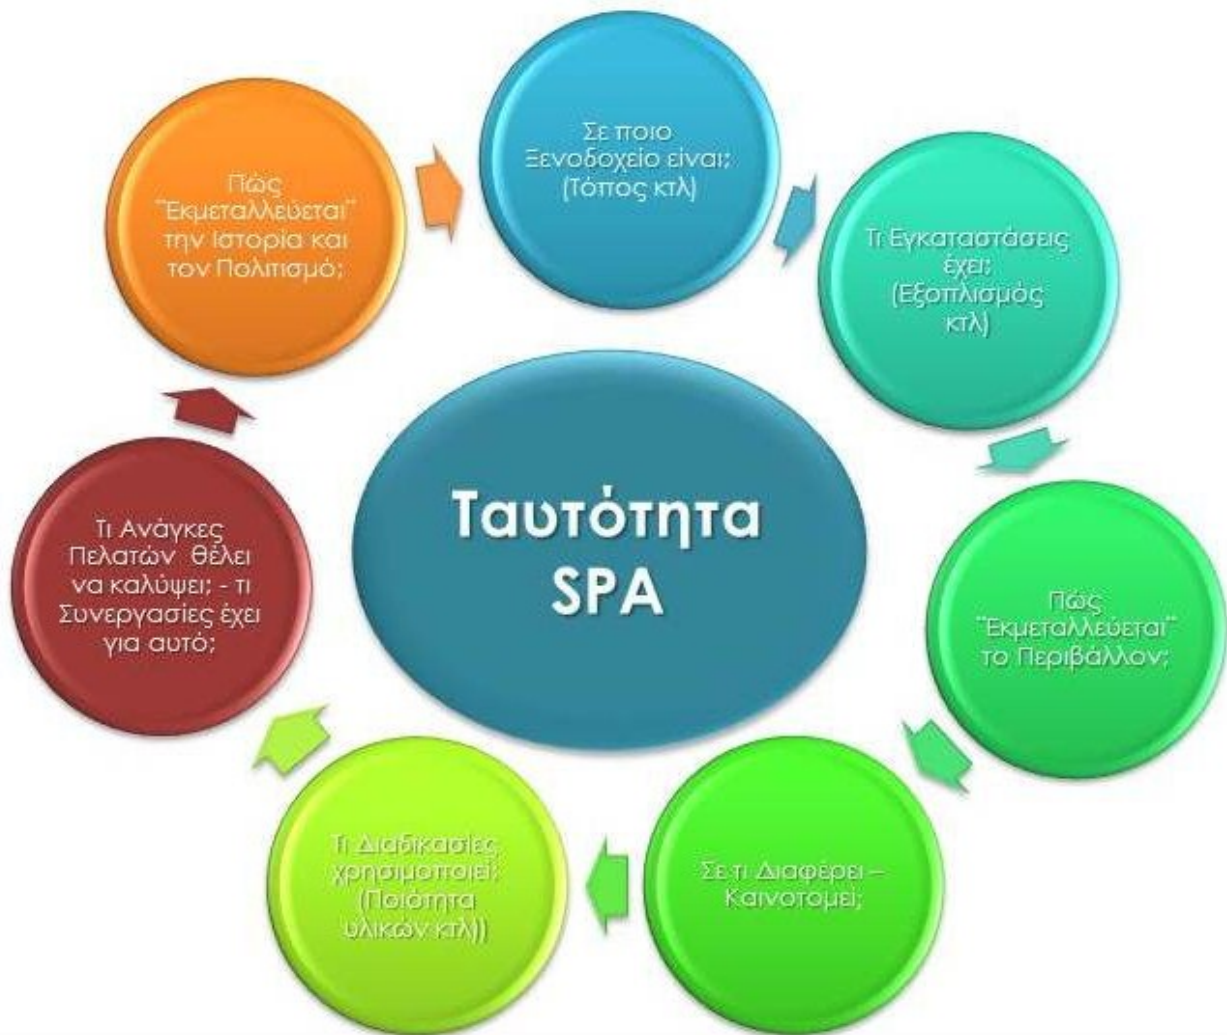 Ταυτότητα
SPA
Σε ποιο
Ξενοδοχείο είναι;
(Τόπος κτλ)
Τι Εγκαταστάσεις
έχει;
(Εξοπλισμός
κτλ)
Πώς
"Εκμεταλλεύεται"
το Περιβάλλον;
Σε τι Διαφέρει –
Καινοτομεί;
Τι Διαδικασίες
χρησιμοποιεί;
(Ποιότητα
υλικών κτλ))
Τι Ανάγκες
Πελατών θέλει
να καλύψει; - τι
Συνεργασίες έχει
για αυτό;
Πώς
"Εκμεταλλεύεται"
την Ιστορία και
τον Πολιτισμό;